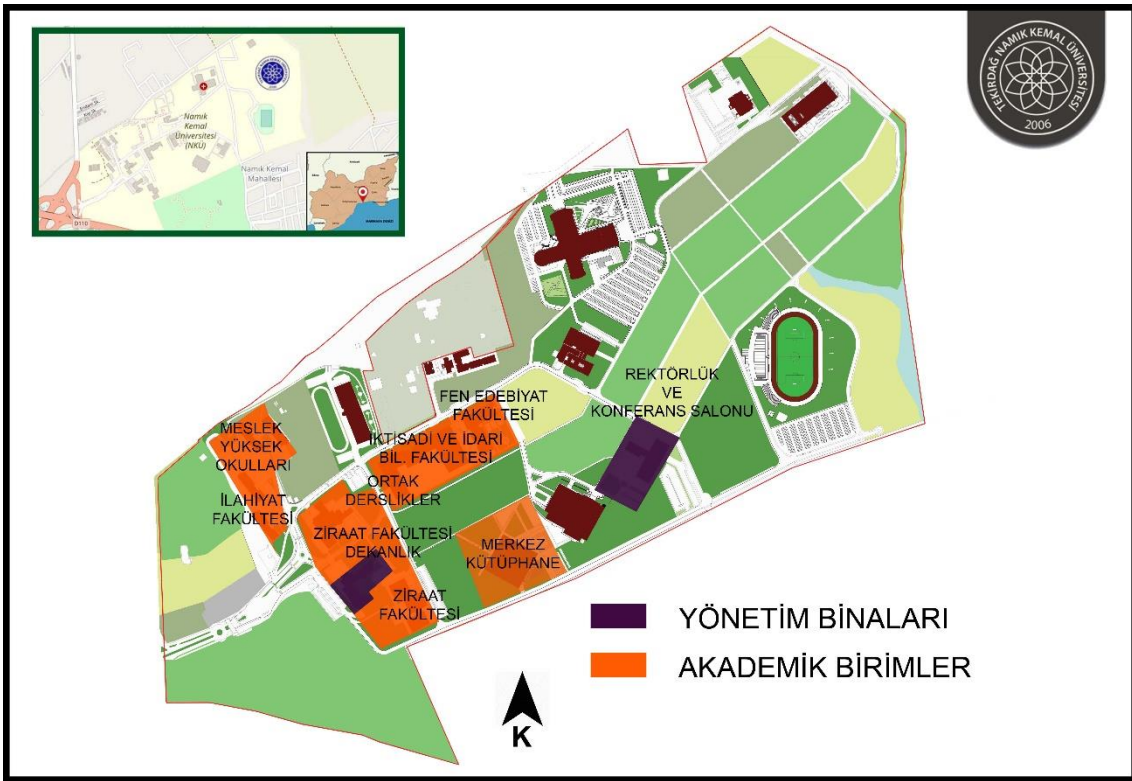 TEKİRDAĞ NAMIK KEMAL ÜNİVERSİTESİ
2006
Namık
Kemal
Üniversitesi
(NKÜ)
Namık Kemal
Mahallesi
D110
REKTÖRLÜK
VE
KONFERANS SALONU
FEN EDEBİYAT
FAKÜLTESİ
İKTİSADİ VE İDARİ
BİL. FAKÜLTESİ
MESLEK
YÜKSEK
OKULLARI
ORTAK
DERSLİKLER
İLAHİYAT
FAKÜLTESİ
ZİRAAT FAKÜLTESİ
DEKANLIK
MERKEZ
KÜTÜPHANE
ZİRAAT
FAKÜLTESİ
YÖNETİM BİNALARI
AKADEMİK BİRİMLER
K